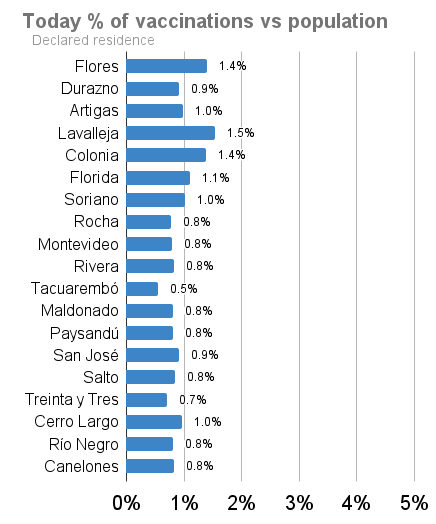 Today % of vaccinations vs population
Declared residence
Flores 1.4%
Durazno 0.9%
Artigas 1.0%
Lavalleja 1.5%
Colonia 1.4%
Florida 1.1%
Soriano 1.0%
Rocha 0.8%
Montevideo 0.8%
Rivera 0.8%
Tacuarembó 0.5%
Maldonado 0.8%
Paysandú 0.8%
San José 0.9%
Salto 0.8%
Treinta y Tres 0.7%
Cerro Largo 1.0%
Río Negro 0.8%
Canelones 0.8%
0% 1% 2% 3% 4% 5%